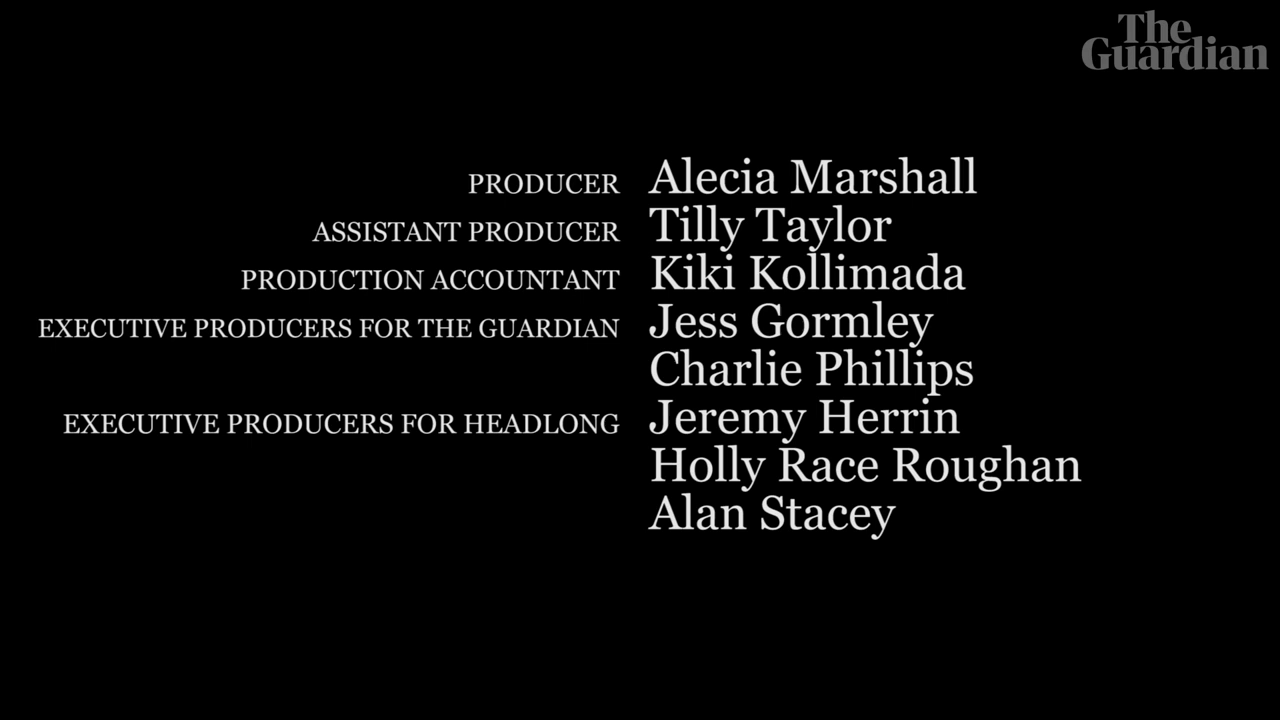 The
Guardian
PRODUCER Alecia Marshall
ASSISTANT PRODUCER Tilly Taylor
PRODUCTION ACCOUNTANT Kiki Kollimada
EXECUTIVE PRODUCERS FOR THE GUARDIAN Jess Gormley
Charlie Phillips
EXECUTIVE PRODUCERS FOR HEADLONG Jeremy Herrin
Holly Race Roughan
Alan Stacey